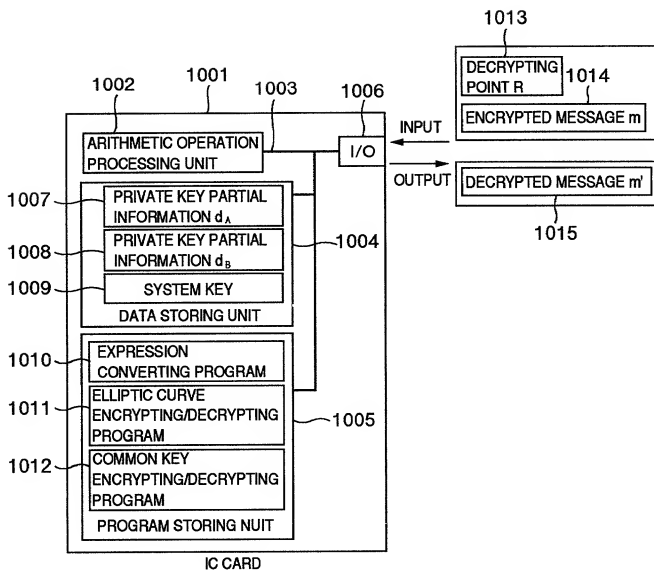 1013
1001
1002
1003
1006
DECRYPTING
POINT R
1014
ENCRYPTED MESSAGE m
INPUT
ARITHMETIC OPERATION
PROCESSING UNIT
I/O
OUTPUT
DECRYPTED MESSAGE m'
1015
1007
PRIVATE KEY PARTIAL
INFORMATION dA
1008
PRIVATE KEY PARTIAL
INFORMATION dB
1004
1009
SYSTEM KEY
DATA STORING UNIT
1010
EXPRESSION
CONVERTING PROGRAM
1011
ELLIPTIC CURVE
ENCRYPTING/DECRYPTING
PROGRAM
1005
1012
COMMON KEY
ENCRYPTING/DECRYPTING
PROGRAM
PROGRAM STORING NUIT
IC CARD